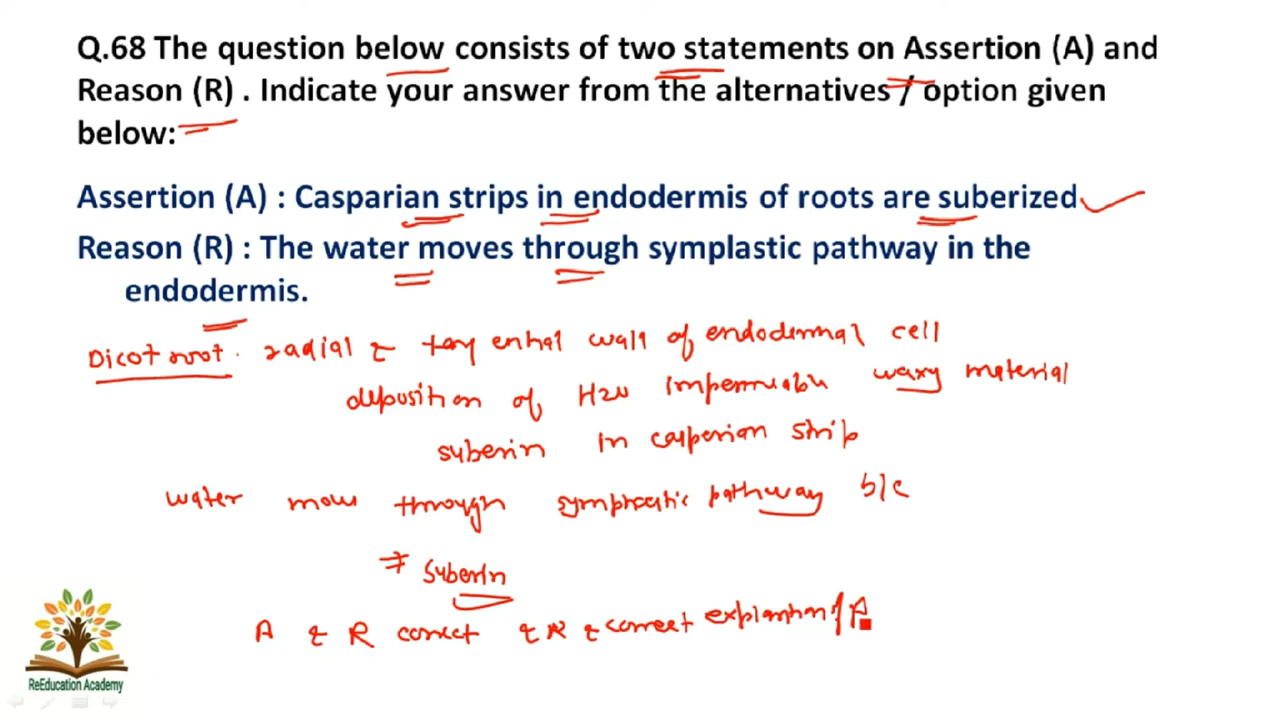 Q.68 The question below consists of two statements on Assertion (A) and
Reason (R) . Indicate your answer from the alternatives / option given
below:
Assertion (A) : Casparian strips in endodermis of roots are suberized
Reason (R) : The water moves through symplastic pathway in the
endodermis.
Dicot root. radial & tangential wall of endodermal cell
deposition of H20 impermeable waxy material
suberin in casperian strip
water move through pathway b/c
suberin
A & R correct & R correct explanation of A
ReEducation Academy